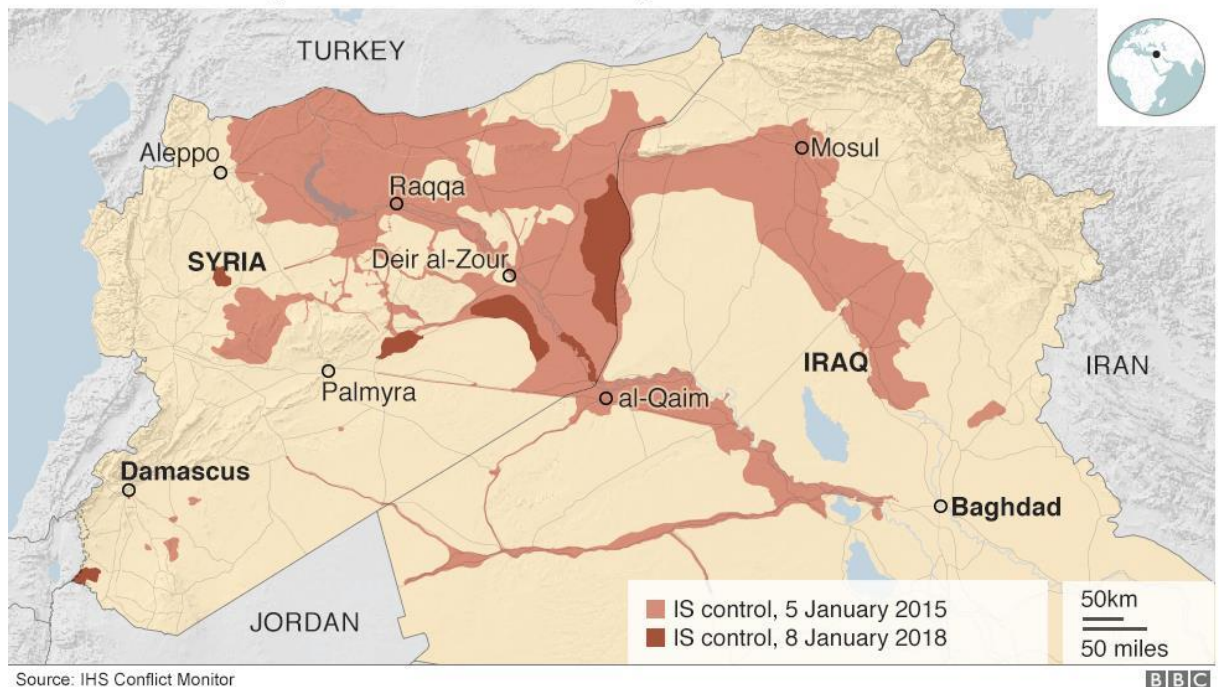 TURKEY
Aleppo
Mosul
Raqqa
SYRIA
Deir al-Zour
IRAQ
IRAN
Palmyra
al-Qaim
Damascus
Baghdad
JORDAN
IS control, 5 January 2015
IS control, 8 January 2018
50km
50 miles
Source: IHS Conflict Monitor
BBC